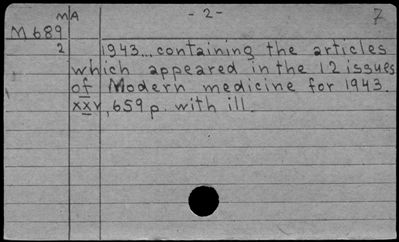 MA - 2 - 7
M689
2 1943... containing the articles
which appeared in the 12 issues
of Modern medicine for 1943.
xxv, 659 p. with ill.